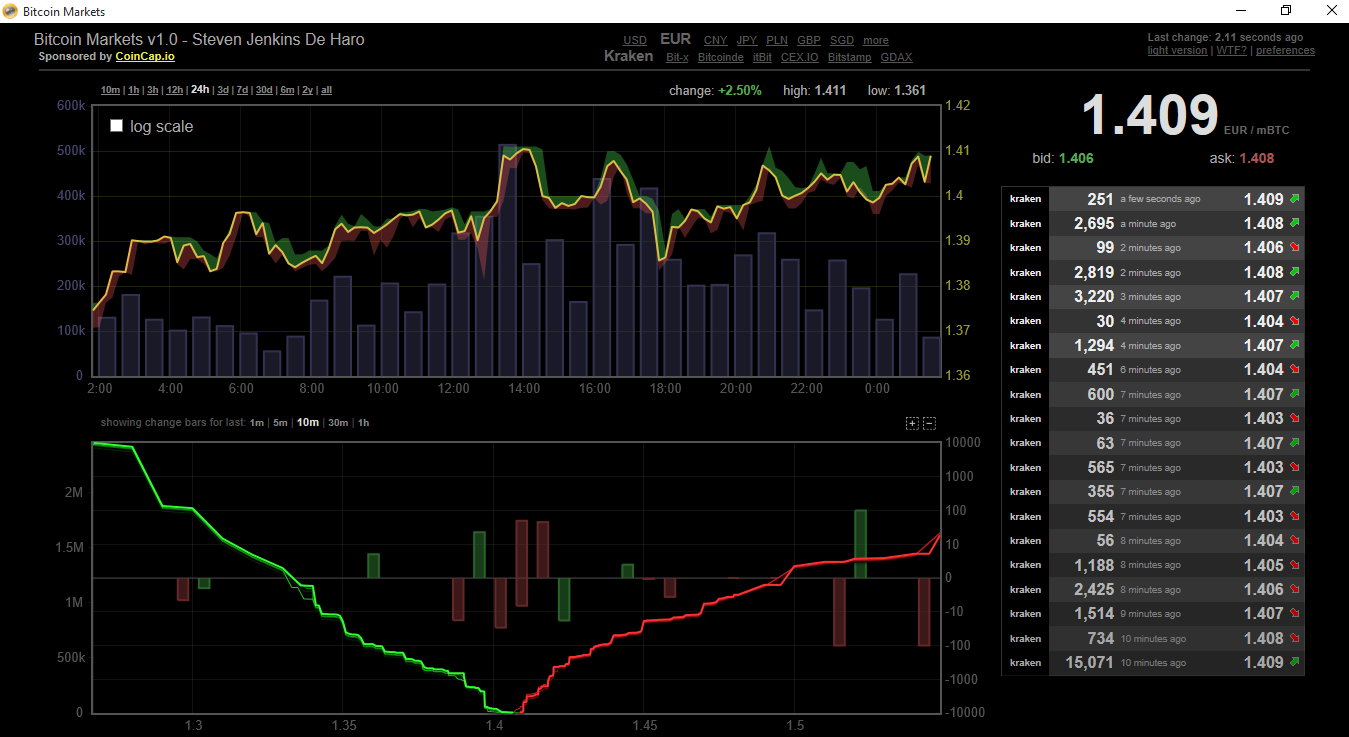 Bitcoin Markets
Bitcoin Markets v1.0 - Steven Jenkins De Haro
Sponsored by CoinCap.io
USD EUR CNY JPY PLN GBP SGD more
Kraken Bit-x Bitcoinde itBit CEX.IO Bitstamp GDAX
Last change: 2.11 seconds ago
light version | WTF? | preferences
10m | 1h | 3h | 12h | 24h | 3d | 7d | 30d | 6m | 2y | all
change: +2.50% high: 1.411 low: 1.361
log scale
600k
500k
400k
300k
200k
100k
0
1.42
1.41
1.4
1.39
1.38
1.37
1.36
2:00 4:00 6:00 8:00 10:00 12:00 14:00 16:00 18:00 20:00 22:00 0:00
showing change bars for last: 1m | 5m | 10m | 30m | 1h
+ −
2M
1.5M
1M
500k
0
10000
1000
100
10
0
-10
-100
-1000
-10000
1.3 1.35 1.4 1.45 1.5
1.409 EUR / mBTC
bid: 1.406 ask: 1.408
kraken 251 a few seconds ago 1.409
kraken 2,695 a minute ago 1.408
kraken 99 2 minutes ago 1.406
kraken 2,819 2 minutes ago 1.408
kraken 3,220 3 minutes ago 1.407
kraken 30 4 minutes ago 1.404
kraken 1,294 4 minutes ago 1.407
kraken 451 6 minutes ago 1.404
kraken 600 7 minutes ago 1.407
kraken 36 7 minutes ago 1.403
kraken 63 7 minutes ago 1.407
kraken 565 7 minutes ago 1.403
kraken 355 7 minutes ago 1.407
kraken 554 7 minutes ago 1.403
kraken 56 8 minutes ago 1.404
kraken 1,188 8 minutes ago 1.405
kraken 2,425 8 minutes ago 1.406
kraken 1,514 9 minutes ago 1.407
kraken 734 10 minutes ago 1.408
kraken 15,071 10 minutes ago 1.409